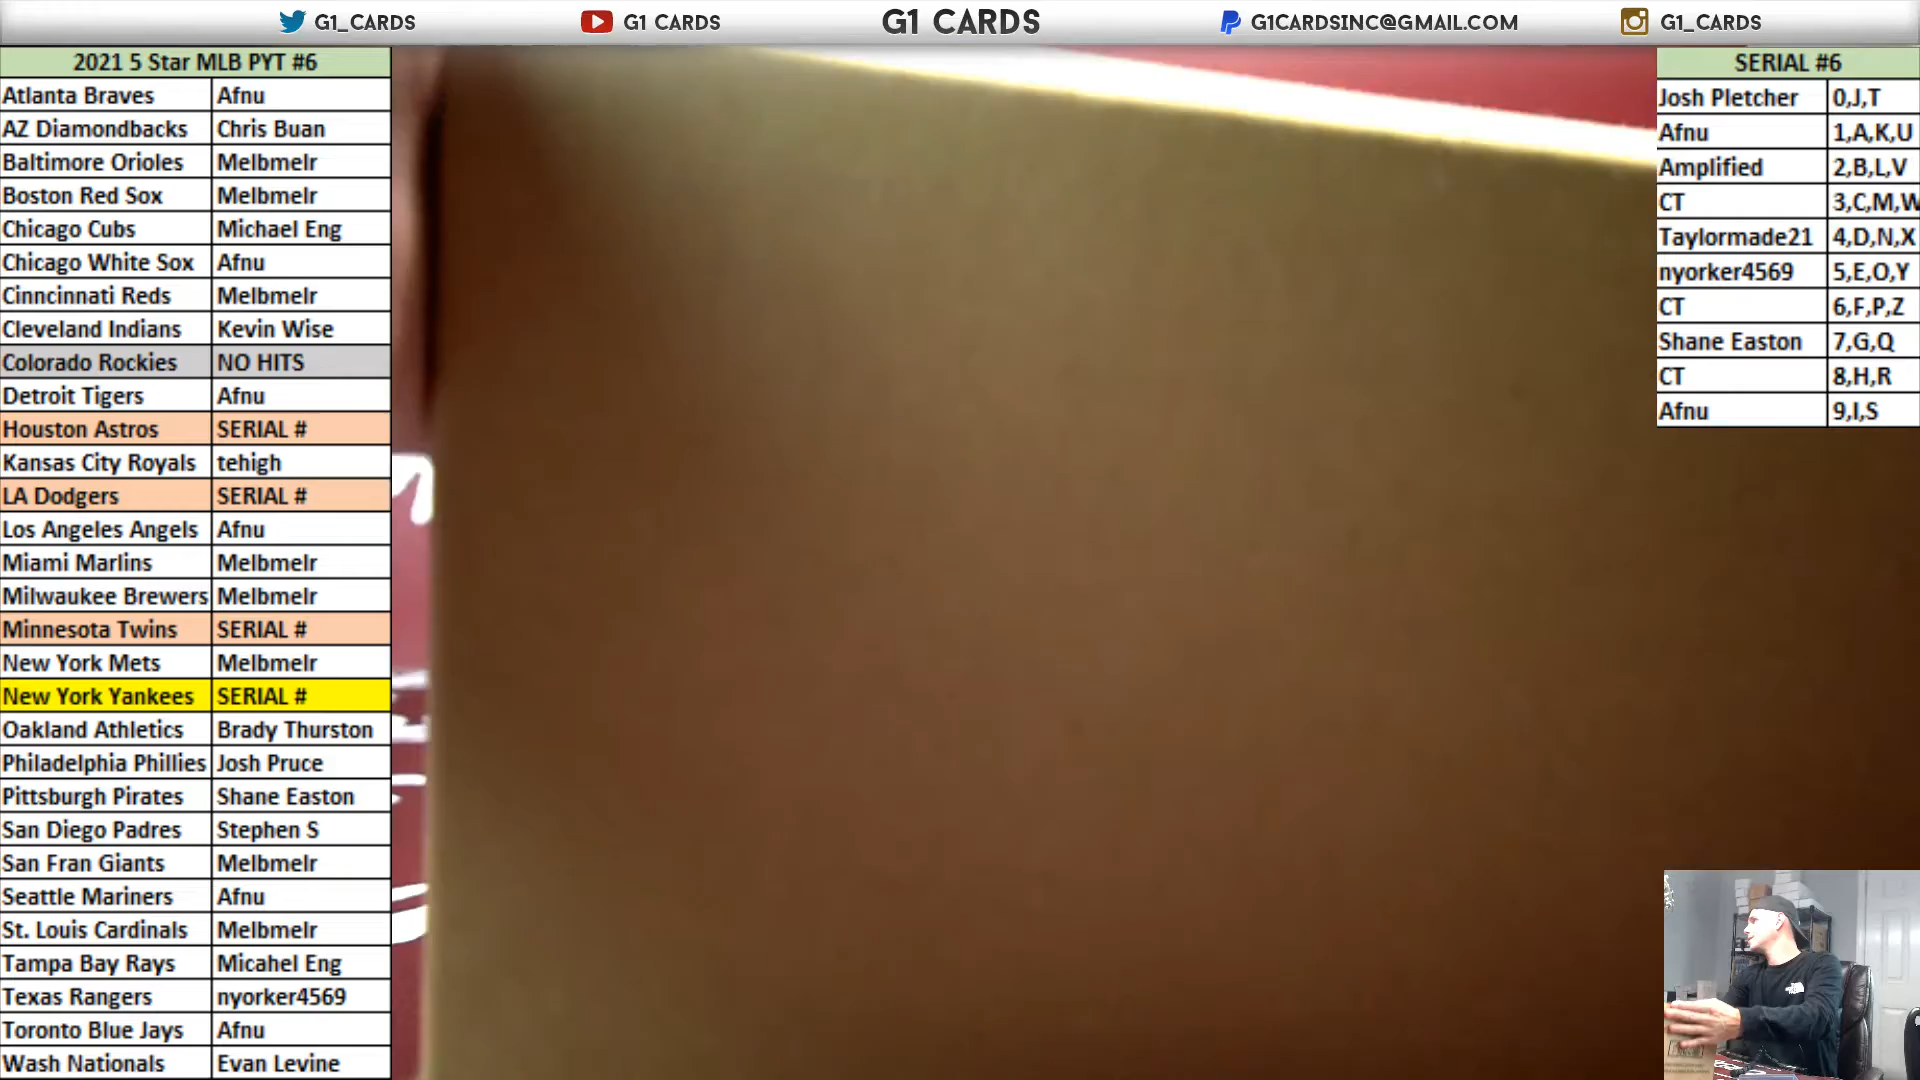 G1_CARDS G1 CARDS G1 CARDS G1CARDSINC@GMAIL.COM G1_CARDS
2021 5 Star MLB PYT #6
Atlanta Braves Afnu
AZ Diamondbacks Chris Buan
Baltimore Orioles Melbmelr
Boston Red Sox Melbmelr
Chicago Cubs Michael Eng
Chicago White Sox Afnu
Cinncinnati Reds Melbmelr
Cleveland Indians Kevin Wise
Colorado Rockies NO HITS
Detroit Tigers Afnu
Houston Astros SERIAL #
Kansas City Royals tehigh
LA Dodgers SERIAL #
Los Angeles Angels Afnu
Miami Marlins Melbmelr
Milwaukee Brewers Melbmelr
Minnesota Twins SERIAL #
New York Mets Melbmelr
New York Yankees SERIAL #
Oakland Athletics Brady Thurston
Philadelphia Phillies Josh Pruce
Pittsburgh Pirates Shane Easton
San Diego Padres Stephen S
San Fran Giants Melbmelr
Seattle Mariners Afnu
St. Louis Cardinals Melbmelr
Tampa Bay Rays Micahel Eng
Texas Rangers nyorker4569
Toronto Blue Jays Afnu
Wash Nationals Evan Levine
SERIAL #6
Josh Pletcher 0,J,T
Afnu 1,A,K,U
Amplified 2,B,L,V
CT 3,C,M,W
Taylormade21 4,D,N,X
nyorker4569 5,E,O,Y
CT 6,F,P,Z
Shane Easton 7,G,Q
CT 8,H,R
Afnu 9,I,S